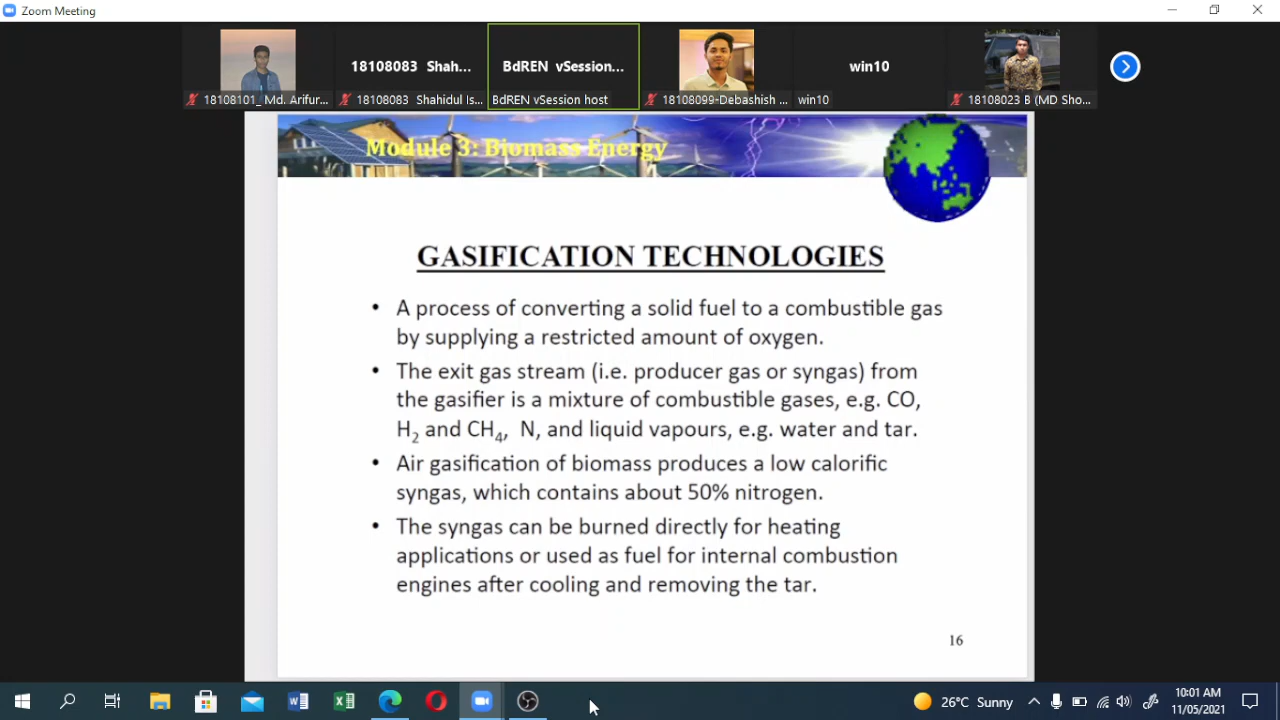 Zoom Meeting
18108083 Shah...
BdREN vSession...
win10
18108101_ Md. Arifur...
18108083 Shahidul Is...
BdREN vSession host
18108099-Debashish ...
win10
18108023 B (MD Sho...
Module 3: Biomass Energy
GASIFICATION TECHNOLOGIES
• A process of converting a solid fuel to a combustible gas
by supplying a restricted amount of oxygen.
• The exit gas stream (i.e. producer gas or syngas) from
the gasifier is a mixture of combustible gases, e.g. CO,
H₂ and CH₄, N, and liquid vapours, e.g. water and tar.
• Air gasification of biomass produces a low calorific
syngas, which contains about 50% nitrogen.
• The syngas can be burned directly for heating
applications or used as fuel for internal combustion
engines after cooling and removing the tar.
16
26°C Sunny
10:01 AM
11/05/2021